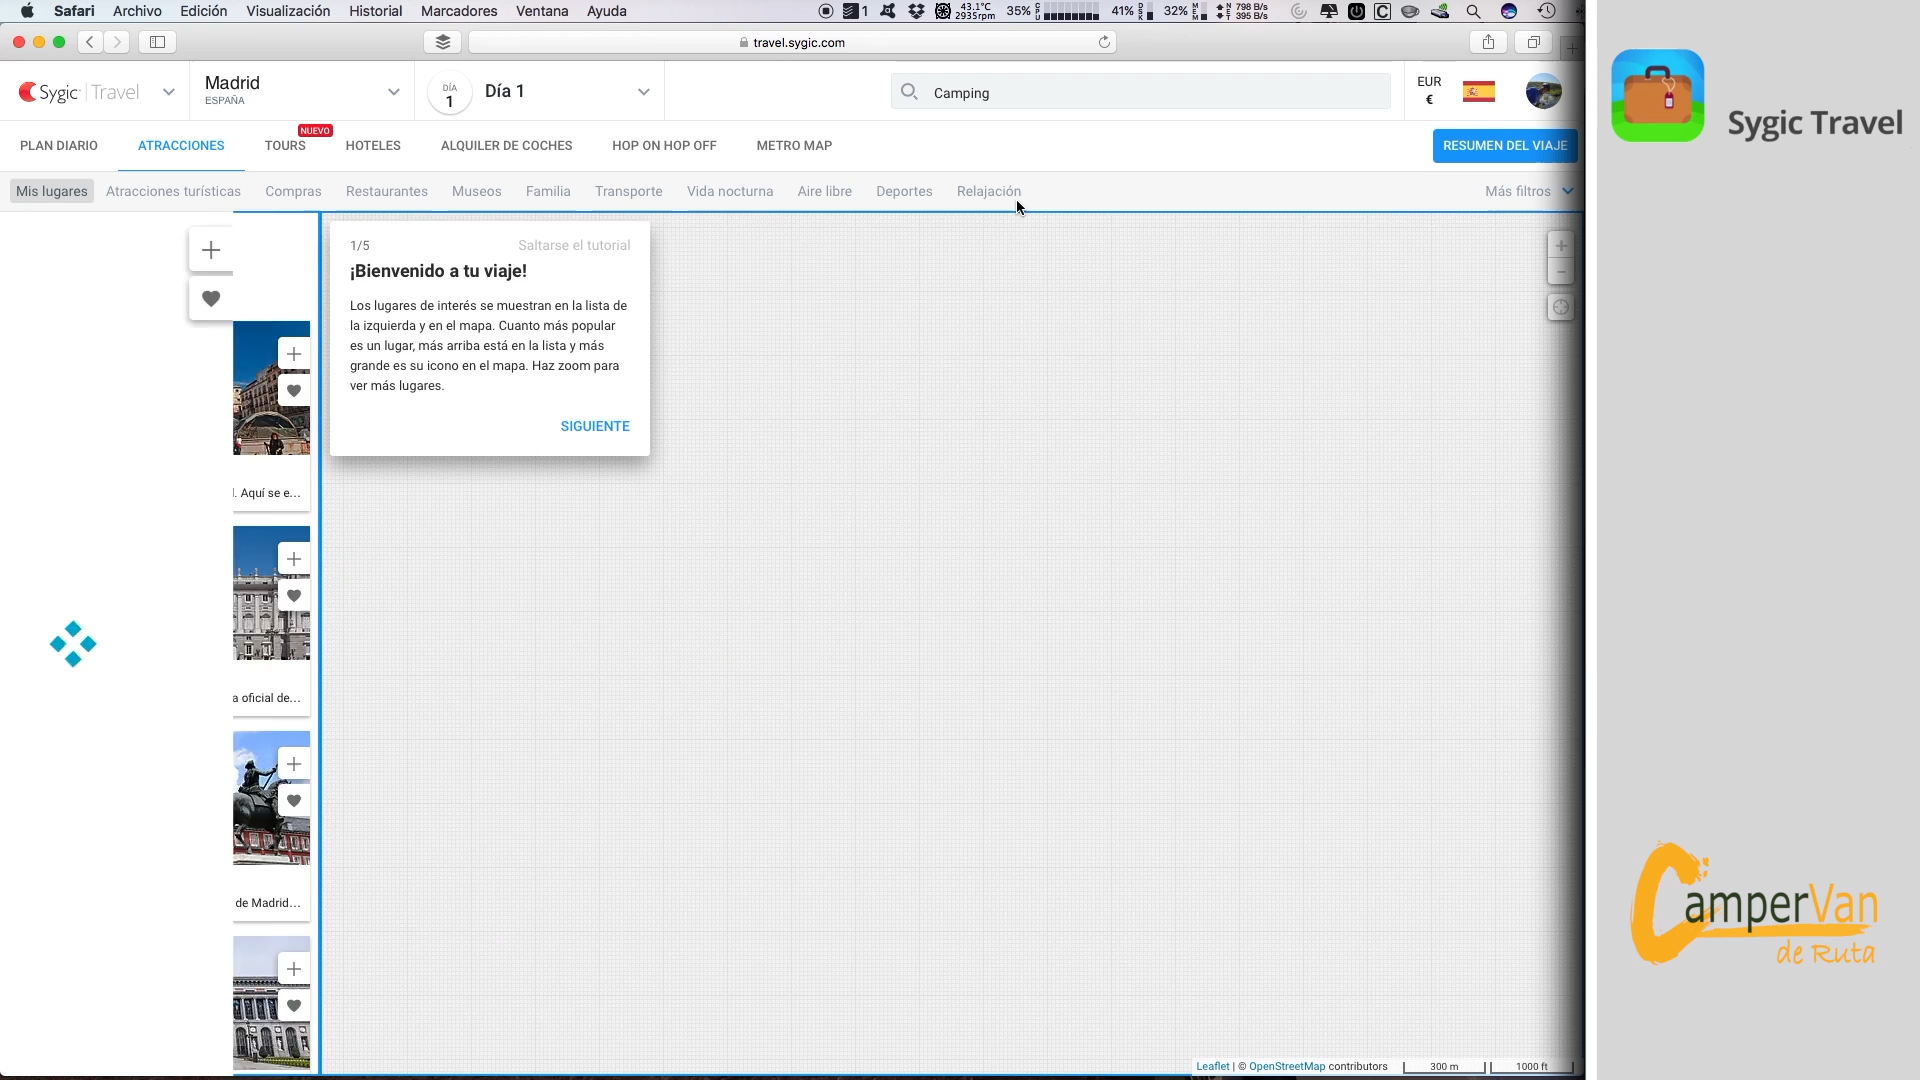 Safari Archivo Edición Visualización Historial Marcadores Ventana Ayuda 1 43.1°C 2935rpm 35% 41% 32% 798 B/s 395 B/s
travel.sygic.com
Sygic | Travel
Madrid
ESPAÑA
DÍA
1
Día 1
Camping
EUR
€
PLAN DIARIO ATRACCIONES TOURS NUEVO HOTELES ALQUILER DE COCHES HOP ON HOP OFF METRO MAP RESUMEN DEL VIAJE
Mis lugares Atracciones turísticas Compras Restaurantes Museos Familia Transporte Vida nocturna Aire libre Deportes Relajación Más filtros
1/5 Saltarse el tutorial
¡Bienvenido a tu viaje!
Los lugares de interés se muestran en la lista de
la izquierda y en el mapa. Cuanto más popular
es un lugar, más arriba está en la lista y más
grande es su icono en el mapa. Haz zoom para
ver más lugares.
SIGUIENTE
l. Aquí se e...
a oficial de...
de Madrid...
Leaflet | © OpenStreetMap contributors 300 m 1000 ft
Sygic Travel
CamperVan
de Ruta